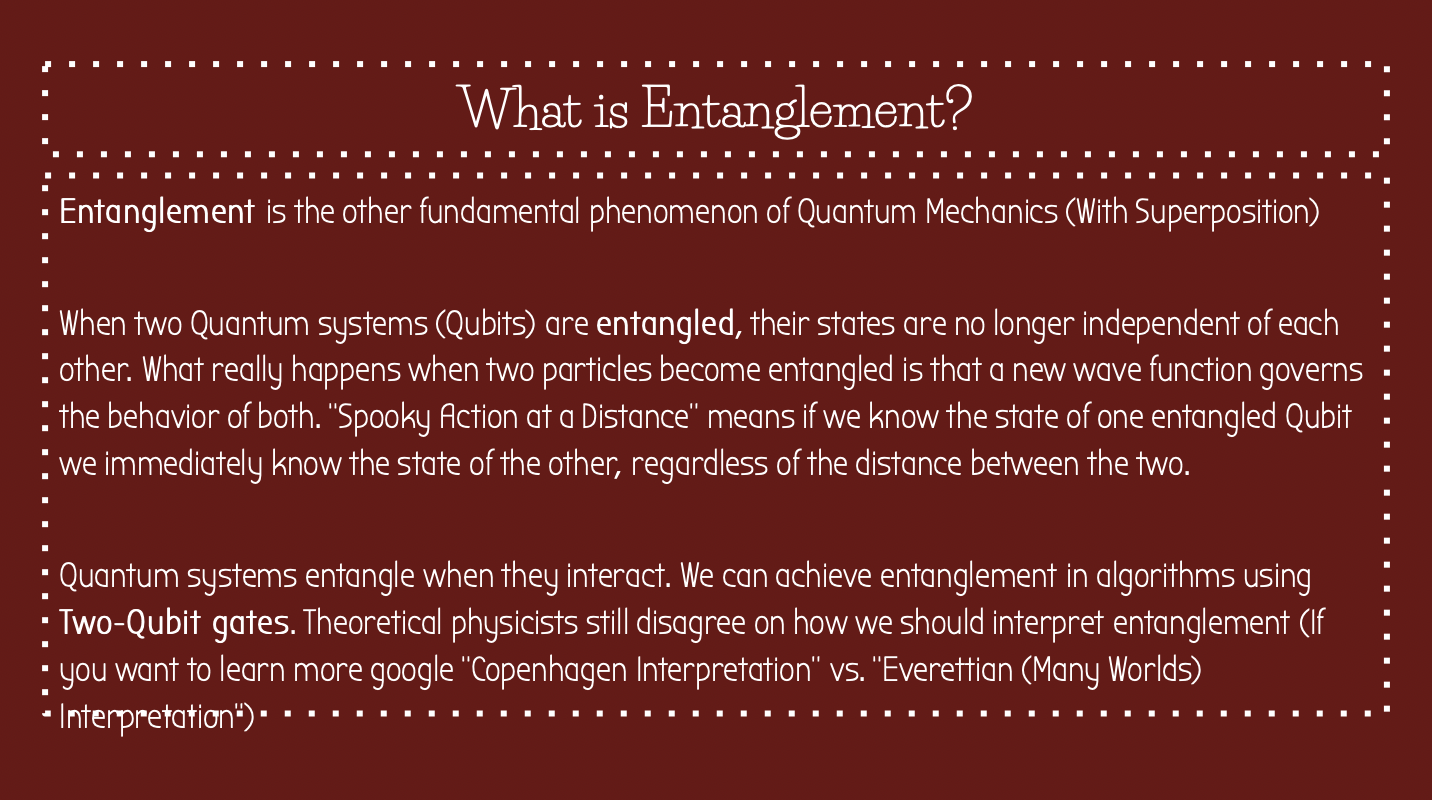 What is Entanglement?
Entanglement is the other fundamental phenomenon of Quantum Mechanics (With Superposition)
When two Quantum systems (Qubits) are entangled, their states are no longer independent of each
other. What really happens when two particles become entangled is that a new wave function governs
the behavior of both. "Spooky Action at a Distance" means if we know the state of one entangled Qubit
we immediately know the state of the other, regardless of the distance between the two.
Quantum systems entangle when they interact. We can achieve entanglement in algorithms using
Two-Qubit gates. Theoretical physicists still disagree on how we should interpret entanglement (If
you want to learn more google "Copenhagen Interpretation" vs. "Everettian (Many Worlds)
Interpretation")